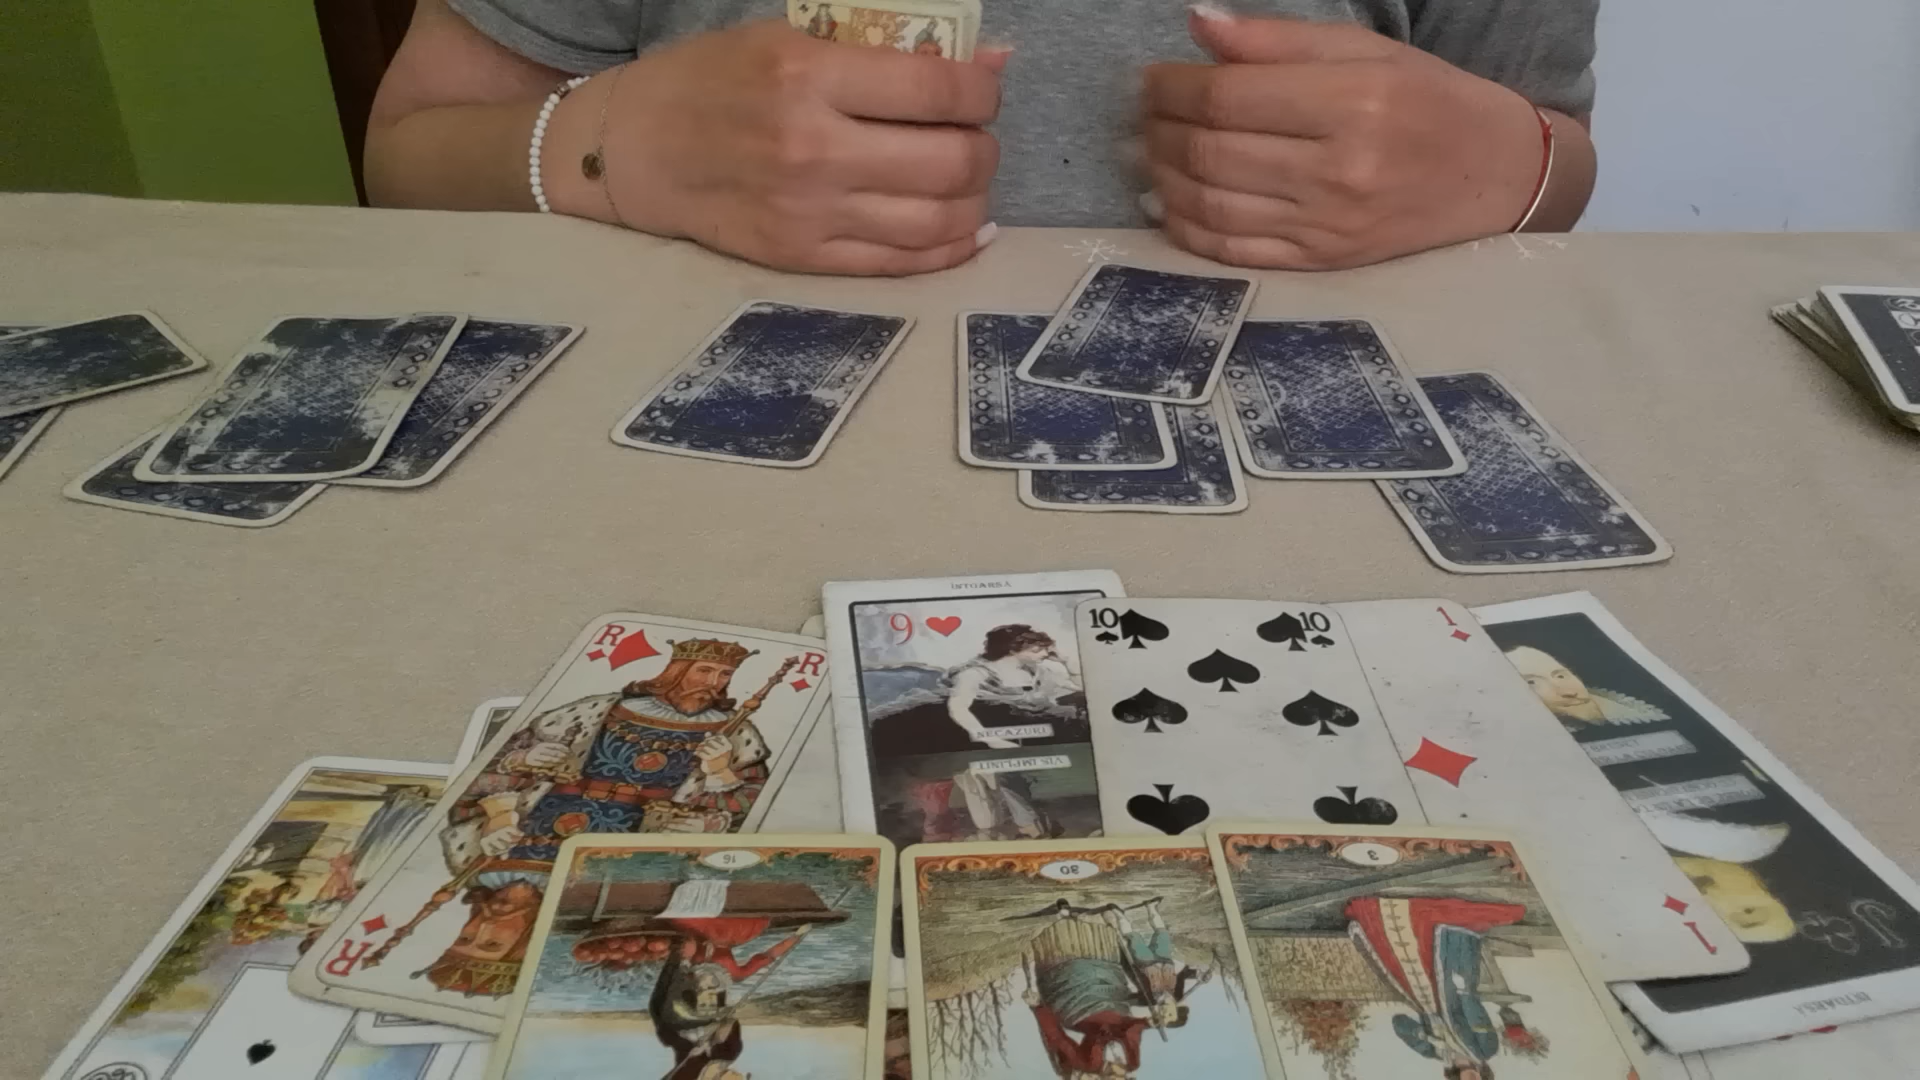 ÎNTOARSĂ
9
NECAZURI
VIS ÎMPLINIT
R
R
R
10
10
1
1
16
30
3
J
ÎNTOARSĂ